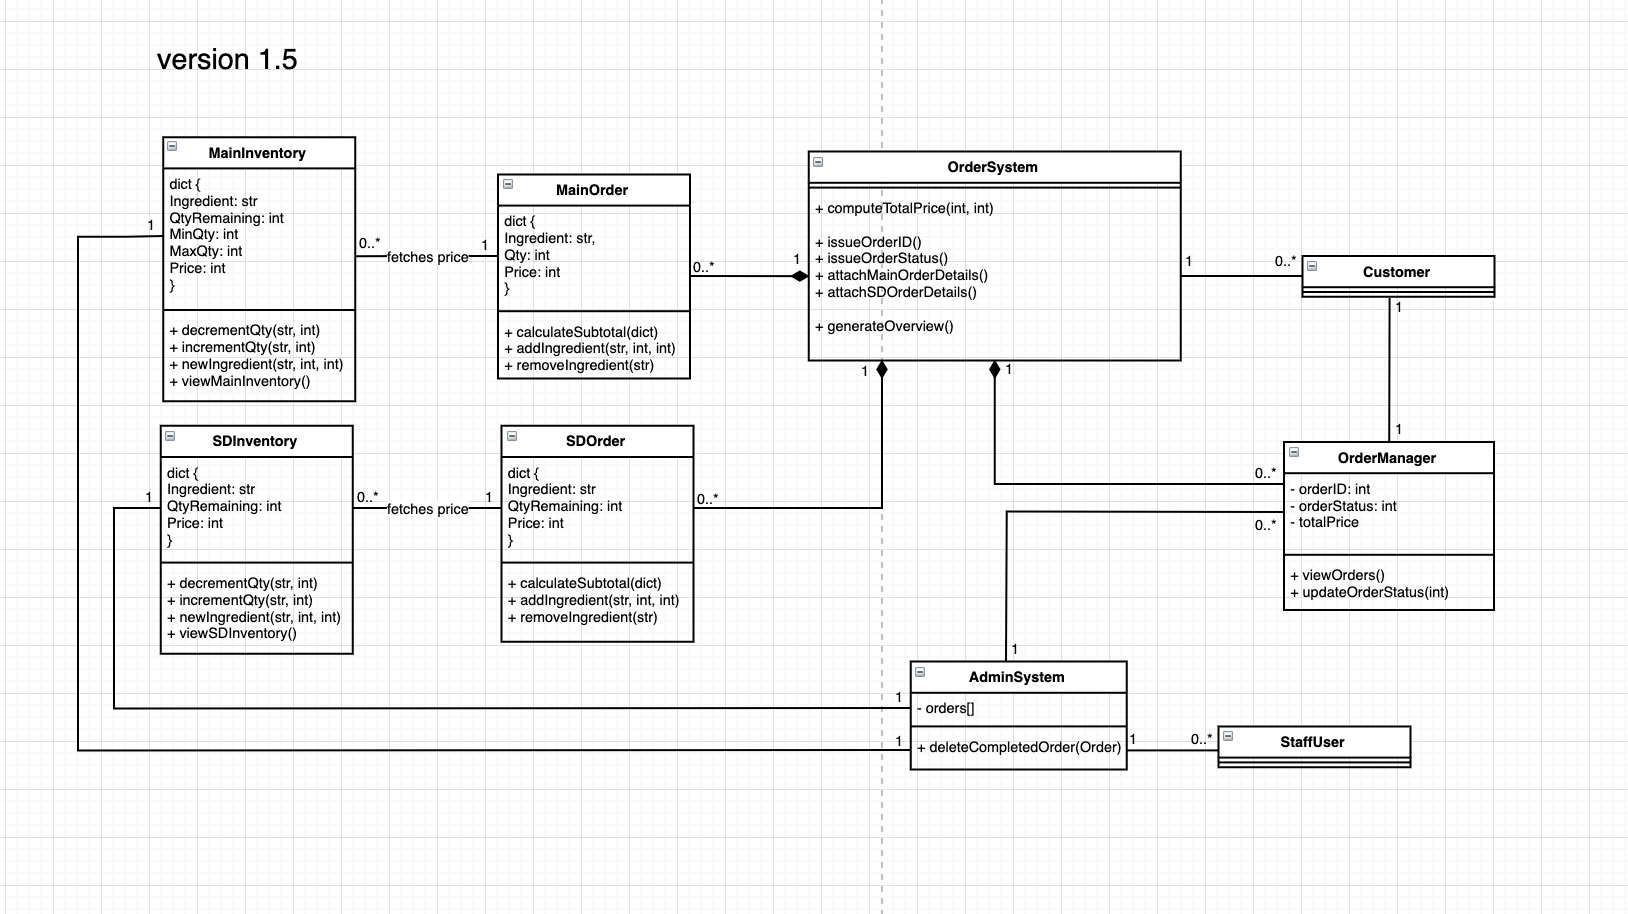 version 1.5
MainInventory
dict {
Ingredient: str
QtyRemaining: int
MinQty: int
MaxQty: int
Price: int
}
+ decrementQty(str, int)
+ incrementQty(str, int)
+ newIngredient(str, int, int)
+ viewMainInventory()
1
0..*
fetches price
1
MainOrder
dict {
Ingredient: str,
Qty: int
Price: int
}
+ calculateSubtotal(dict)
+ addIngredient(str, int, int)
+ removeIngredient(str)
0..*
1
OrderSystem
+ computeTotalPrice(int, int)
+ issueOrderID()
+ issueOrderStatus()
+ attachMainOrderDetails()
+ attachSDOrderDetails()
+ generateOverview()
1
0..*
Customer
1
1
1
1
SDInventory
dict {
Ingredient: str
QtyRemaining: int
Price: int
}
+ decrementQty(str, int)
+ incrementQty(str, int)
+ newIngredient(str, int, int)
+ viewSDInventory()
1
0..*
fetches price
1
SDOrder
dict {
Ingredient: str
QtyRemaining: int
Price: int
}
+ calculateSubtotal(dict)
+ addIngredient(str, int, int)
+ removeIngredient(str)
0..*
OrderManager
- orderID: int
- orderStatus: int
- totalPrice
+ viewOrders()
+ updateOrderStatus(int)
0..*
0..*
1
AdminSystem
- orders[]
+ deleteCompletedOrder(Order)
1
1
1
0..*
StaffUser